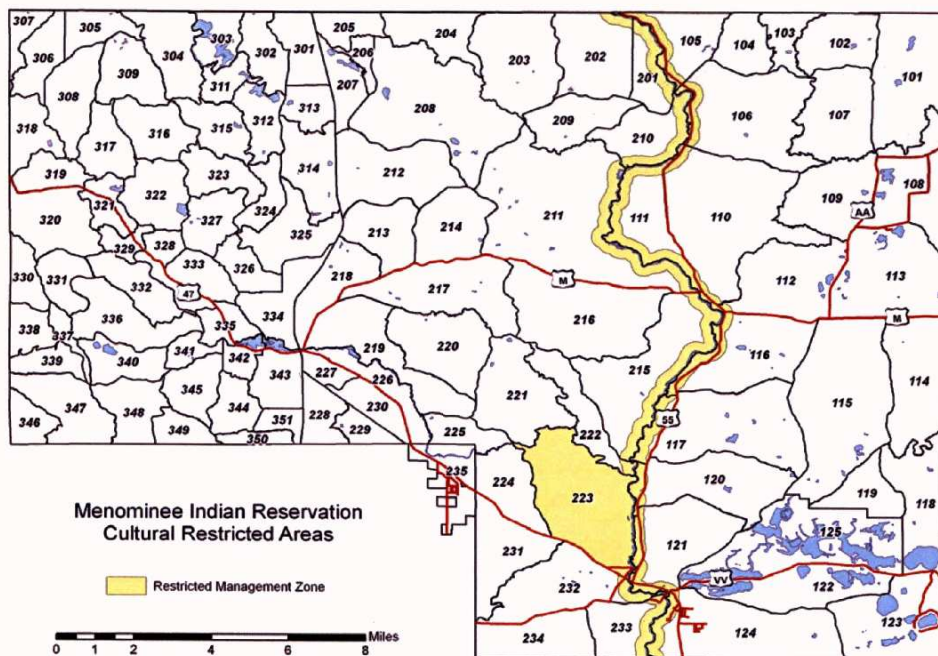 307 305 304 303 302 301 205 206 204 203 202 201 105 104 103 102 101
306 309 311 207
308 313 208 209 210 106 107
318 317 316 315 312 314
319 323 212 211 111 110 109 108
AA
320 321 322 327 324 325 213 214
329 328 333 326 218 112 113
330 331 332 47 217 M
338 337 336 335 334 216 M
339 340 341 342 343 219 220 215 116 115 114
227 226
346 347 348 345 344 351 230 221 55
349 350 228 229 225 222 117
235 224 223 120 119 118
Menominee Indian Reservation
Cultural Restricted Areas
231 121 125
Restricted Management Zone
232 VV 122
234 233 124 123
0 1 2 4 6 8
Miles